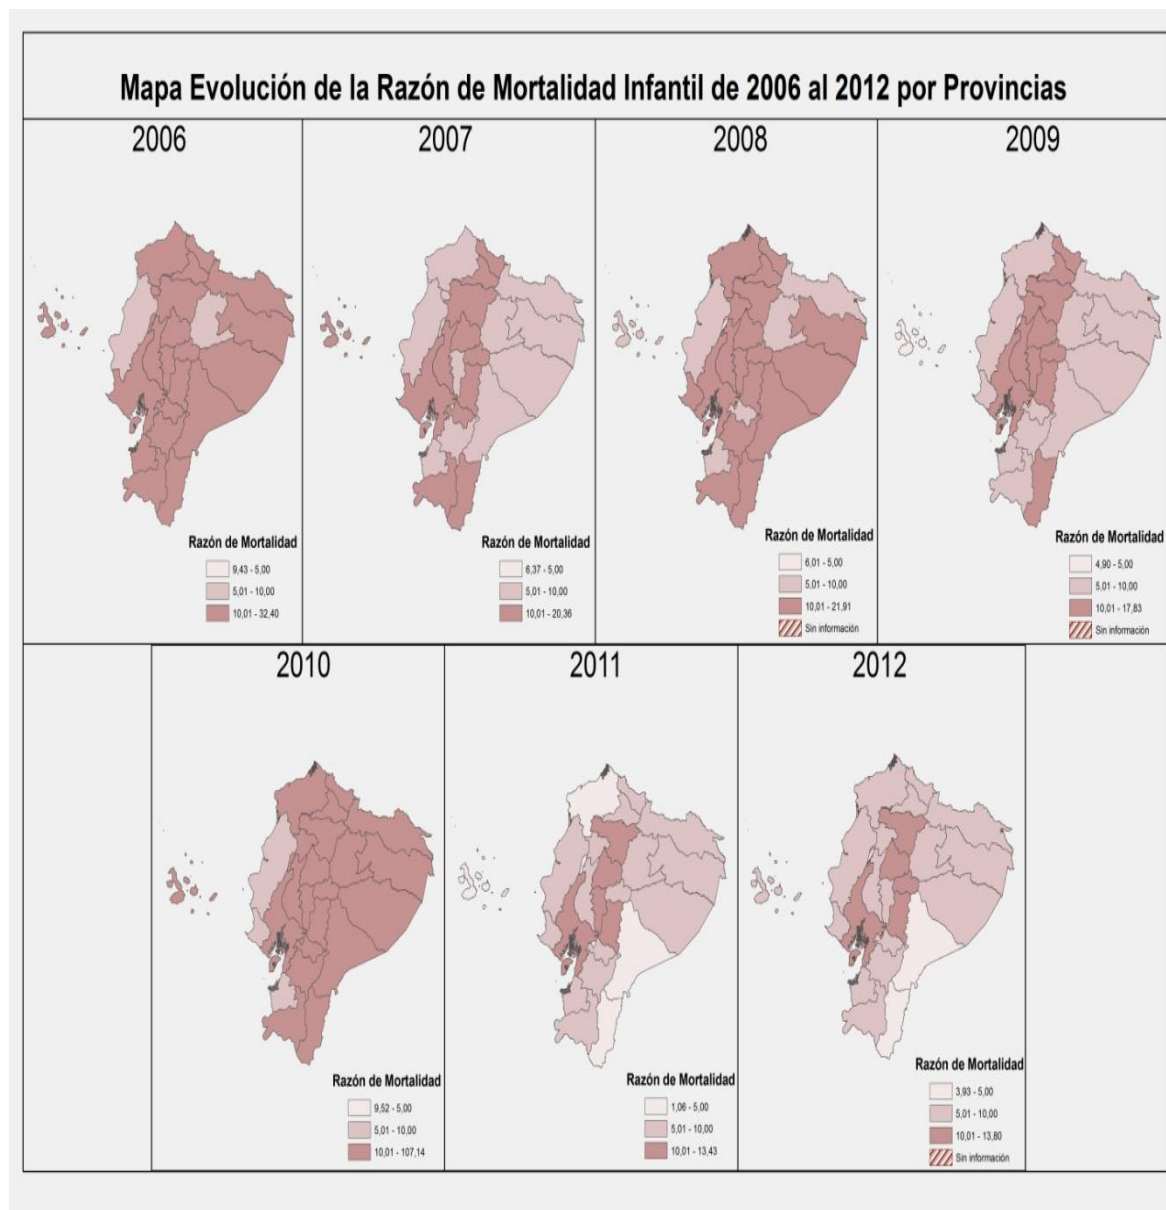 Mapa Evolución de la Razón de Mortalidad Infantil de 2006 al 2012 por Provincias
2006
Razón de Mortalidad
9,43 - 5,00
5,01 - 10,00
10,01 - 32,40
2007
Razón de Mortalidad
6,37 - 5,00
5,01 - 10,00
10,01 - 20,36
2008
Razón de Mortalidad
6,01 - 5,00
5,01 - 10,00
10,01 - 21,91
Sin información
2009
Razón de Mortalidad
4,90 - 5,00
5,01 - 10,00
10,01 - 17,83
Sin información
2010
Razón de Mortalidad
9,52 - 5,00
5,01 - 10,00
10,01 - 107,14
2011
Razón de Mortalidad
1,06 - 5,00
5,01 - 10,00
10,01 - 13,43
2012
Razón de Mortalidad
3,93 - 5,00
5,01 - 10,00
10,01 - 13,80
Sin información